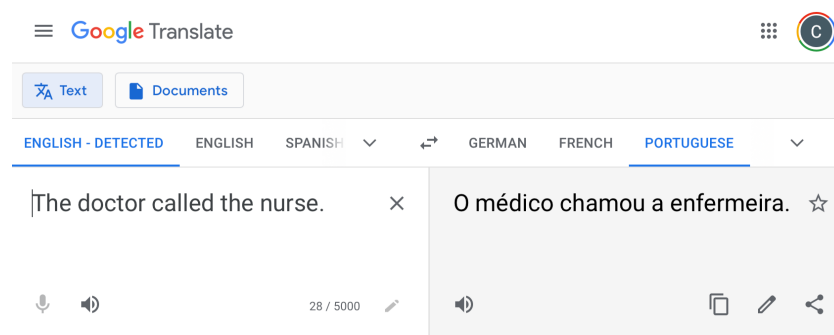 Google Translate
C
Text
Documents
ENGLISH - DETECTED ENGLISH SPANISH
GERMAN FRENCH PORTUGUESE
The doctor called the nurse.
O médico chamou a enfermeira.
28 / 5000